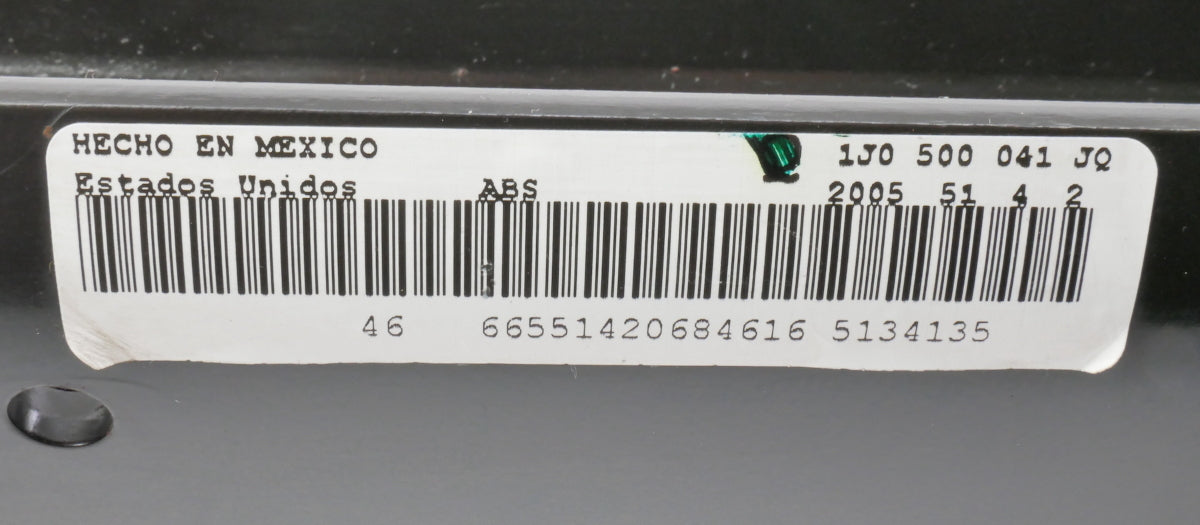 HECHO EN MEXICO 1J0 500 041 JQ
Estados Unidos ABS 2005 51 4 2
46 66551420684616 5134135